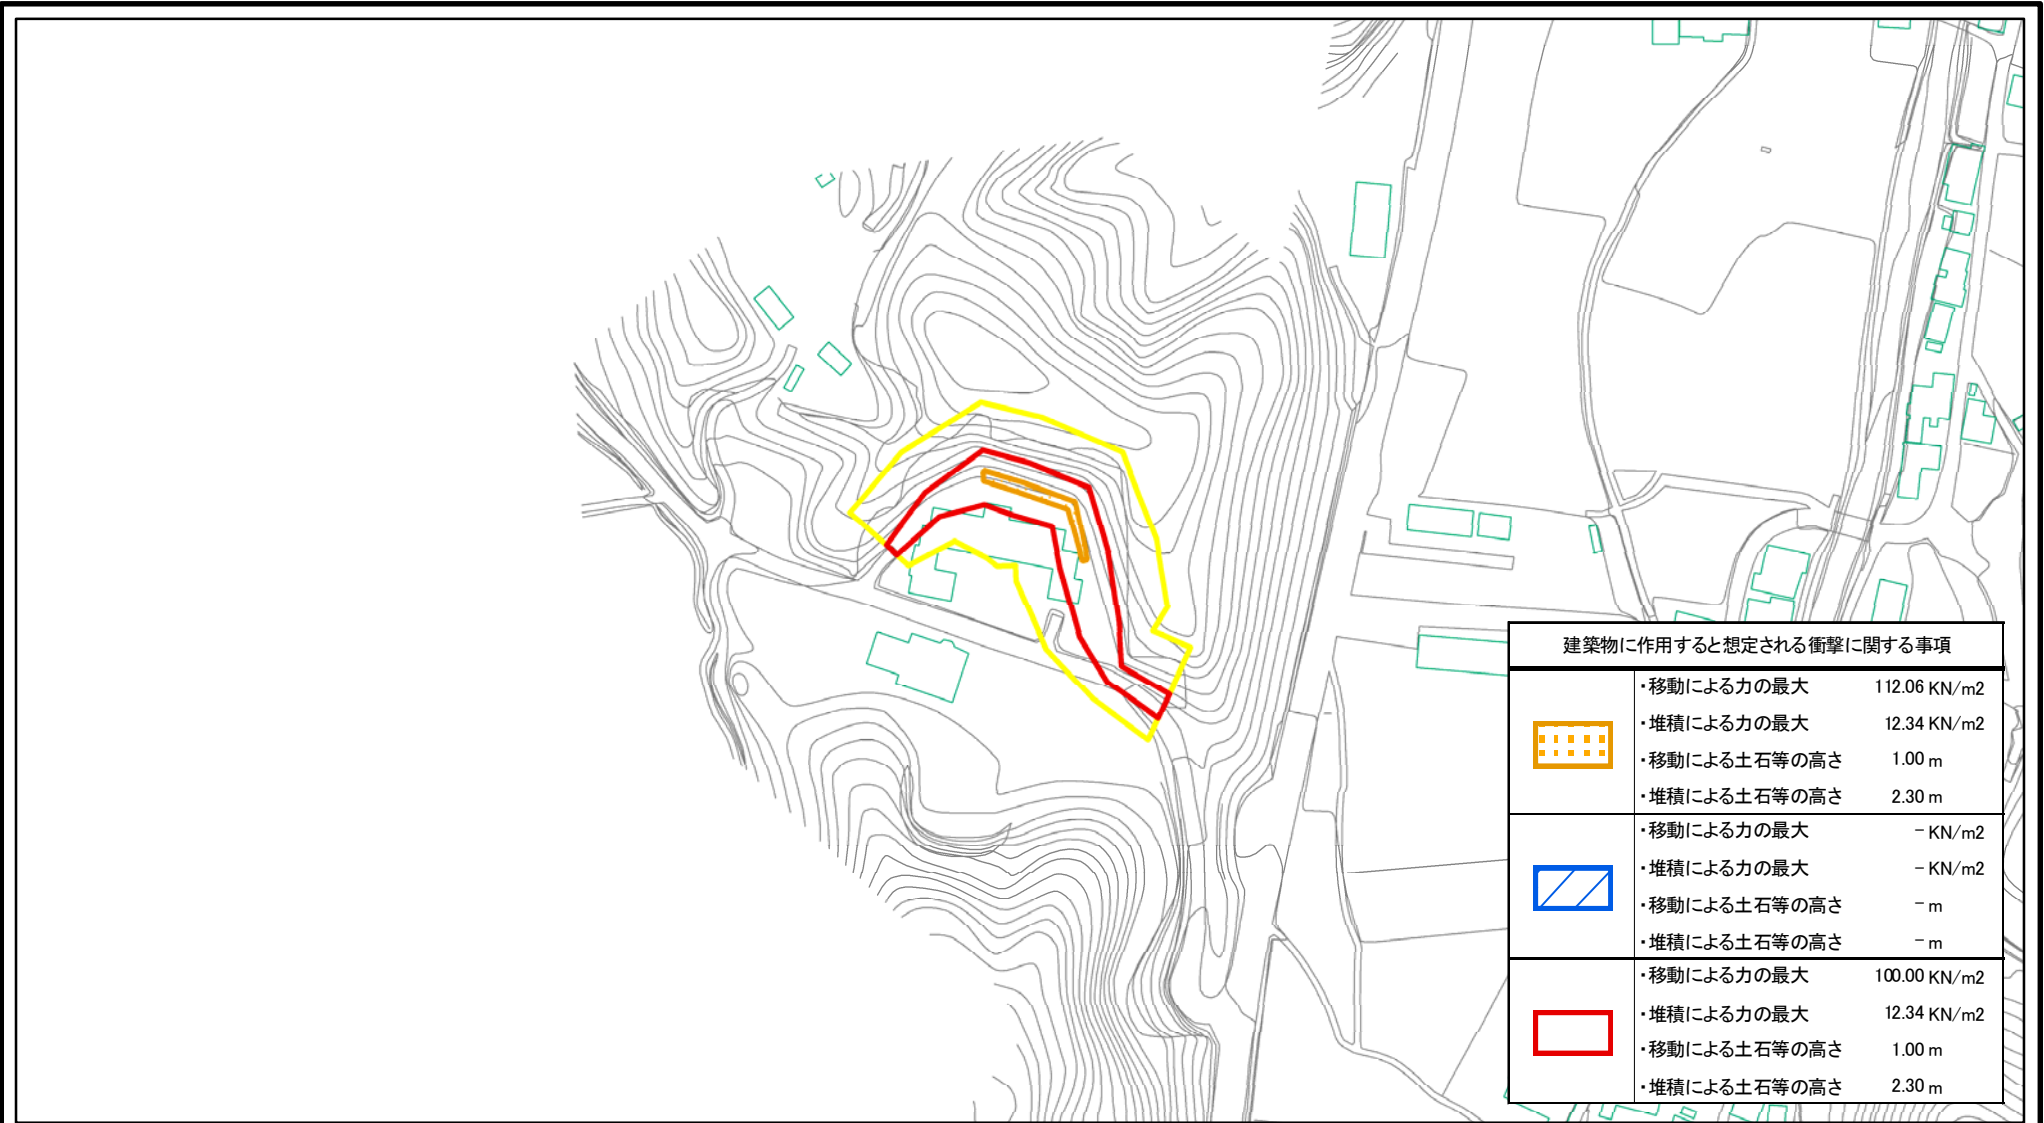 建築物に作用すると想定される衝撃に関する事項
・移動による力の最大 112.06 KN/m2
・堆積による力の最大 12.34 KN/m2
・移動による土石等の高さ 1.00 m
・堆積による土石等の高さ 2.30 m
・移動による力の最大 − KN/m2
・堆積による力の最大 − KN/m2
・移動による土石等の高さ − m
・堆積による土石等の高さ − m
・移動による力の最大 100.00 KN/m2
・堆積による力の最大 12.34 KN/m2
・移動による土石等の高さ 1.00 m
・堆積による土石等の高さ 2.30 m